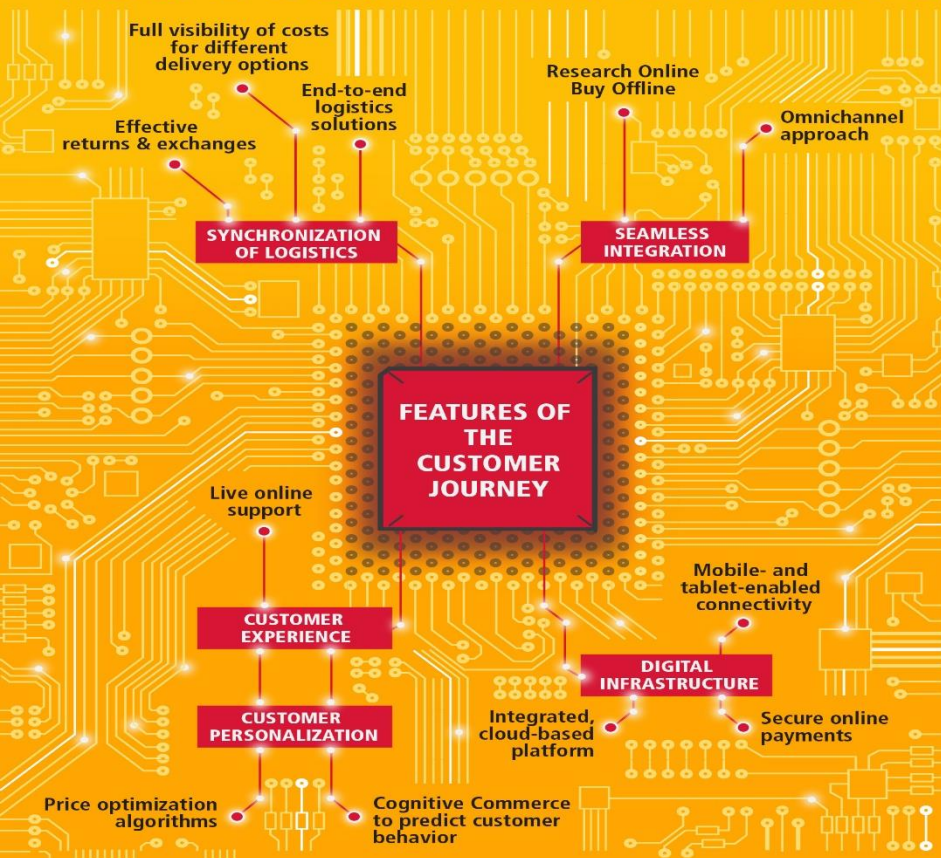 Full visibility of costs
for different
delivery options
End-to-end
logistics
solutions
Effective
returns & exchanges
SYNCHRONIZATION
OF LOGISTICS
Research Online
Buy Offline
Omnichannel
approach
SEAMLESS
INTEGRATION
FEATURES OF
THE
CUSTOMER
JOURNEY
Live online
support
CUSTOMER
EXPERIENCE
CUSTOMER
PERSONALIZATION
Price optimization
algorithms
Cognitive Commerce
to predict customer
behavior
Mobile- and
tablet-enabled
connectivity
DIGITAL
INFRASTRUCTURE
Integrated,
cloud-based
platform
Secure online
payments